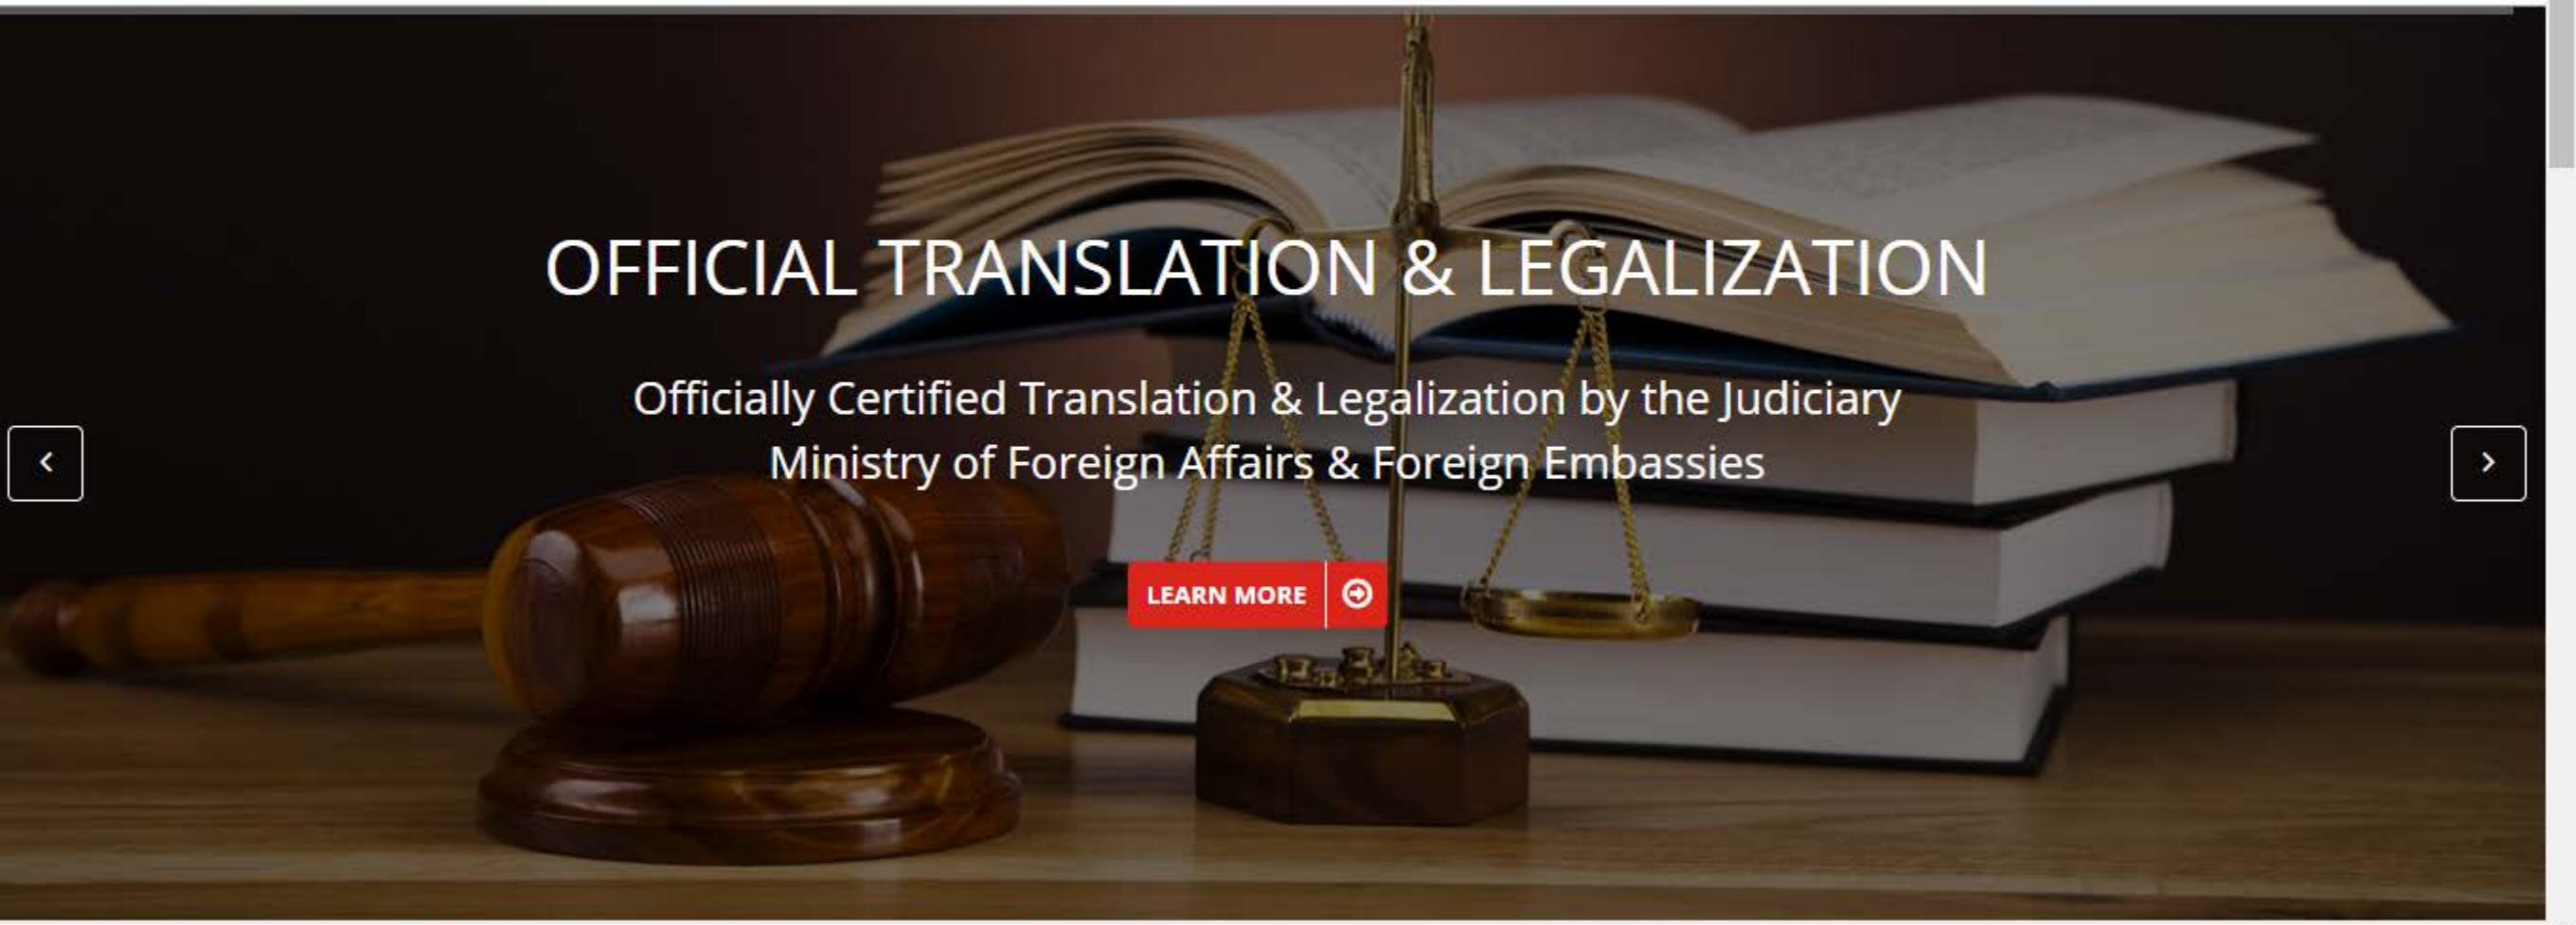 OFFICIAL TRANSLATION & LEGALIZATION
Officially Certified Translation & Legalization by the Judiciary
Ministry of Foreign Affairs & Foreign Embassies
LEARN MORE